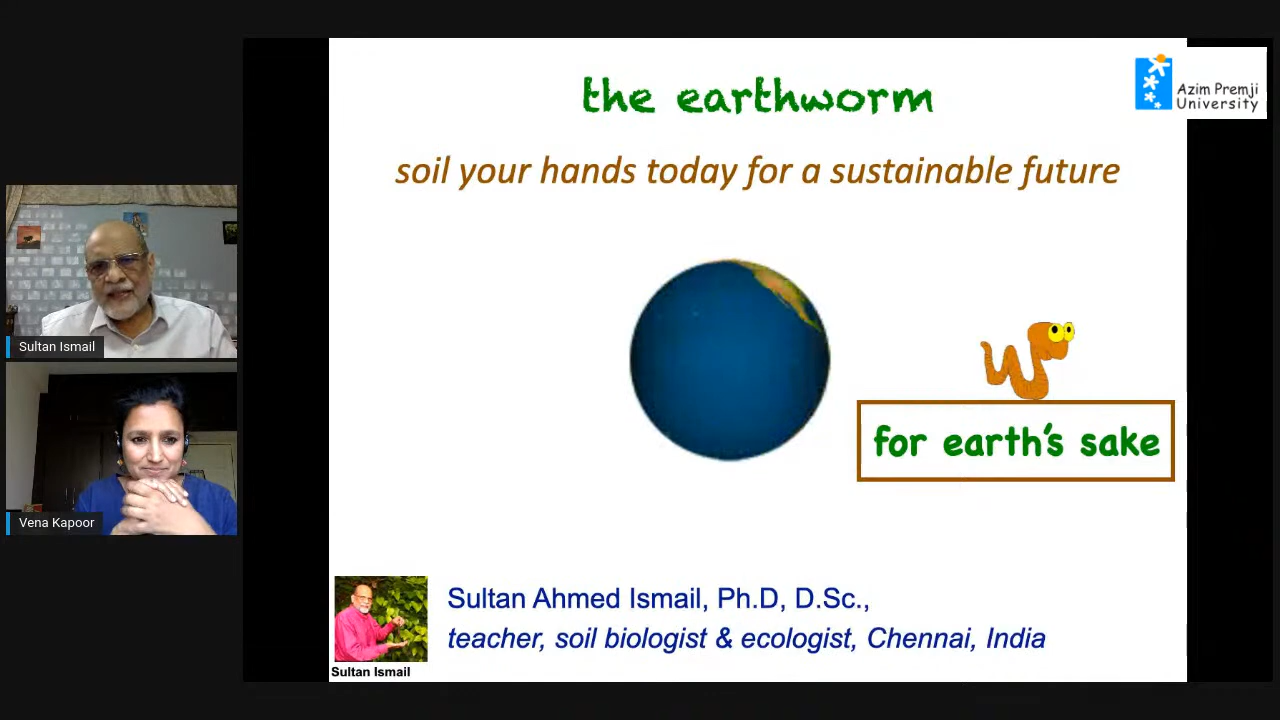 the earthworm
Azim Premji
University
soil your hands today for a sustainable future
Sultan Ismail
for earth's sake
Vena Kapoor
Sultan Ahmed Ismail, Ph.D, D.Sc.,
teacher, soil biologist & ecologist, Chennai, India
Sultan Ismail